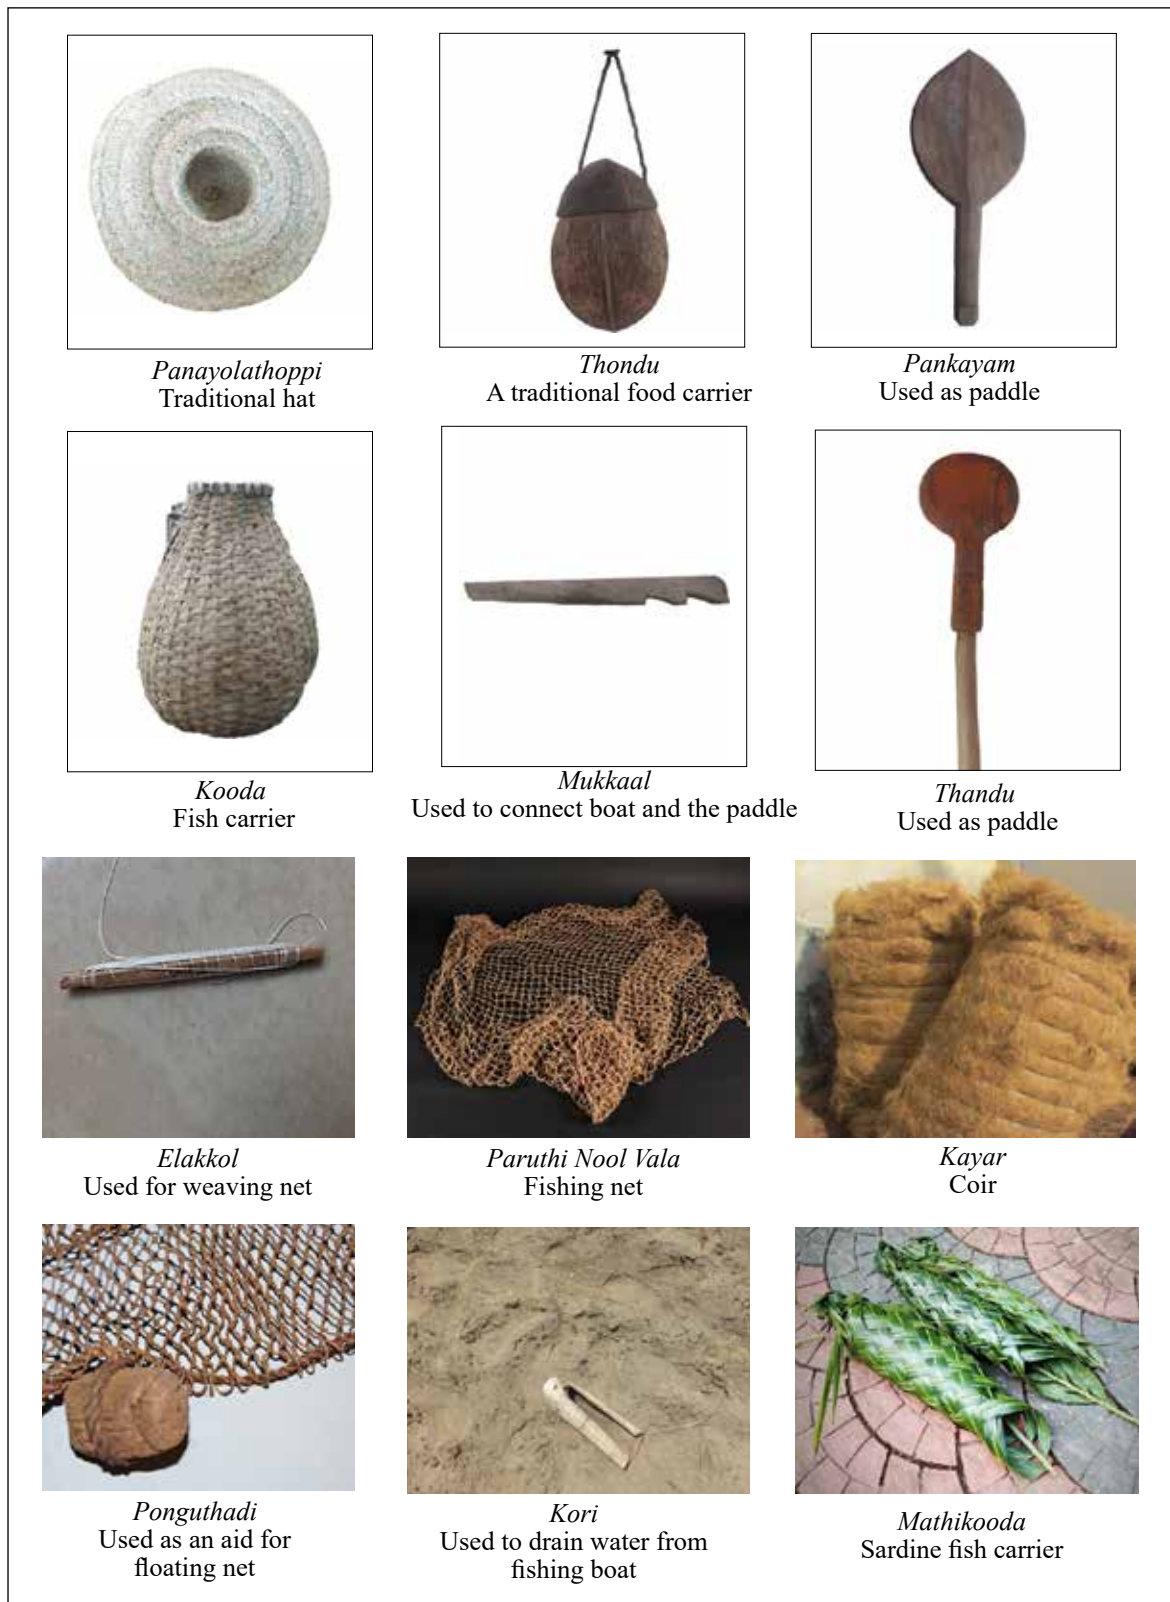 Panayolathoppi
Traditional hat
Thondu
A traditional food carrier
Pankayam
Used as paddle
Kooda
Fish carrier
Mukkaal
Used to connect boat and the paddle
Thandu
Used as paddle
Elakkol
Used for weaving net
Paruthi Nool Vala
Fishing net
Kayar
Coir
Ponguthadi
Used as an aid for
floating net
Kori
Used to drain water from
fishing boat
Mathikooda
Sardine fish carrier